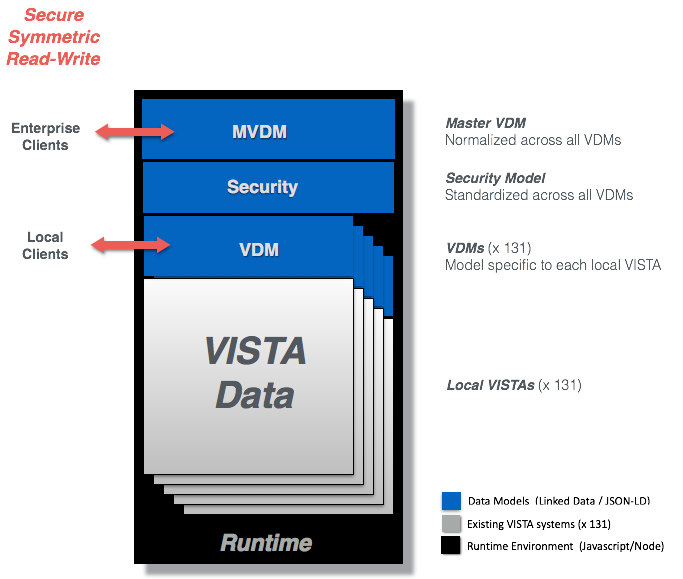 Secure
Symmetric
Read-Write
Enterprise
Clients
MVDM
Master VDM
Normalized across all VDMs
Security
Security Model
Standardized across all VDMs
Local
Clients
VDM
VDMs (x 131)
Model specific to each local VISTA
VISTA
Data
Local VISTAs (x 131)
Data Models (Linked Data / JSON-LD)
Existing VISTA systems (x 131)
Runtime Environment (Javascript/Node)
Runtime